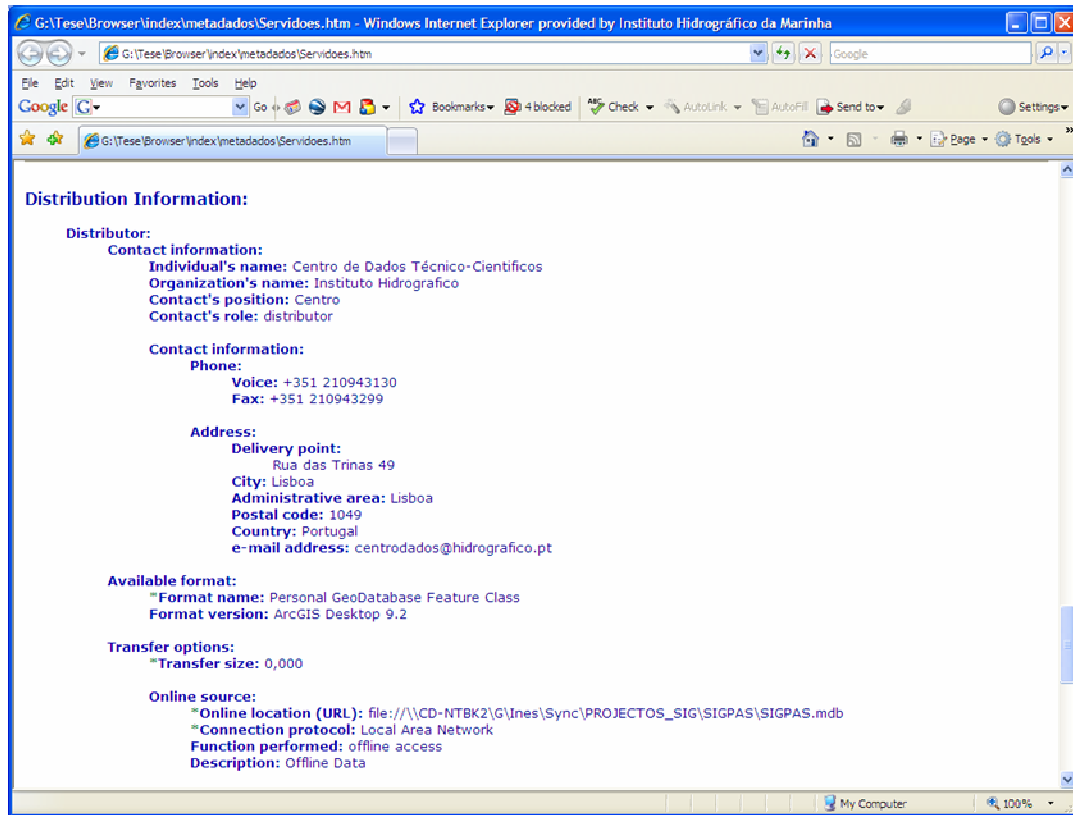 G:\Tese\Browser\index\metadados\Servidoes.htm - Windows Internet Explorer provided by Instituto Hidrográfico da Marinha
G:\Tese\Browser\index\metadados\Servidoes.htm
Google
File Edit View Favorites Tools Help
Google G Go Bookmarks 4 blocked ABC Check AutoLink AutoFill Send to Settings
G:\Tese\Browser\index\metadados\Servidoes.htm Page Tools »
Distribution Information:
Distributor:
Contact information:
Individual's name: Centro de Dados Técnico-Cientificos
Organization's name: Instituto Hidrografico
Contact's position: Centro
Contact's role: distributor
Contact information:
Phone:
Voice: +351 210943130
Fax: +351 210943299
Address:
Delivery point:
Rua das Trinas 49
City: Lisboa
Administrative area: Lisboa
Postal code: 1049
Country: Portugal
e-mail address: centrodados@hidrografico.pt
Available format:
*Format name: Personal GeoDatabase Feature Class
Format version: ArcGIS Desktop 9.2
Transfer options:
*Transfer size: 0,000
Online source:
*Online location (URL): file://\\CD-NTBK2\G\Ines\Sync\PROJECTOS_SIG\SIGPAS\SIGPAS.mdb
*Connection protocol: Local Area Network
Function performed: offline access
Description: Offline Data
My Computer 100%